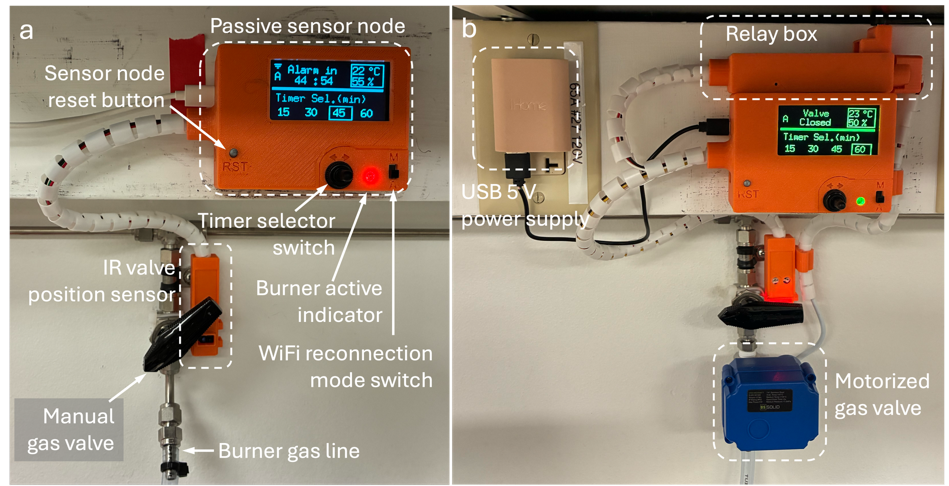 a
Passive sensor node
Sensor node
reset button
A
Alarm in
44 : 54
22 °C
55 %
Timer Sel.(min)
15 30 45 60
RST
M
Timer selector
switch
IR valve
position sensor
Burner active
indicator
WiFi reconnection
mode switch
Manual
gas valve
Burner gas line
b
Relay box
A
Valve
Closed
23 °C
50 %
Timer Sel.(min)
15 30 45 60
RST
M
USB 5 V
power supply
Motorized
gas valve